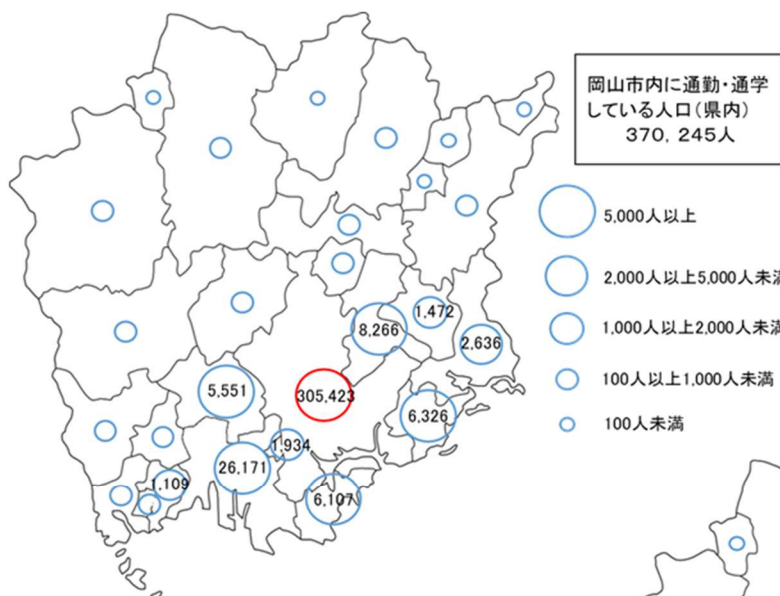 岡山市内に通勤・通学
している人口(県内)
370,245人
5,000人以上
2,000人以上5,000人未満
1,000人以上2,000人未満
100人以上1,000人未満
100人未満
1,472
8,266
2,636
5,551
305,423
6,326
1,934
26,171
1,109
6,107